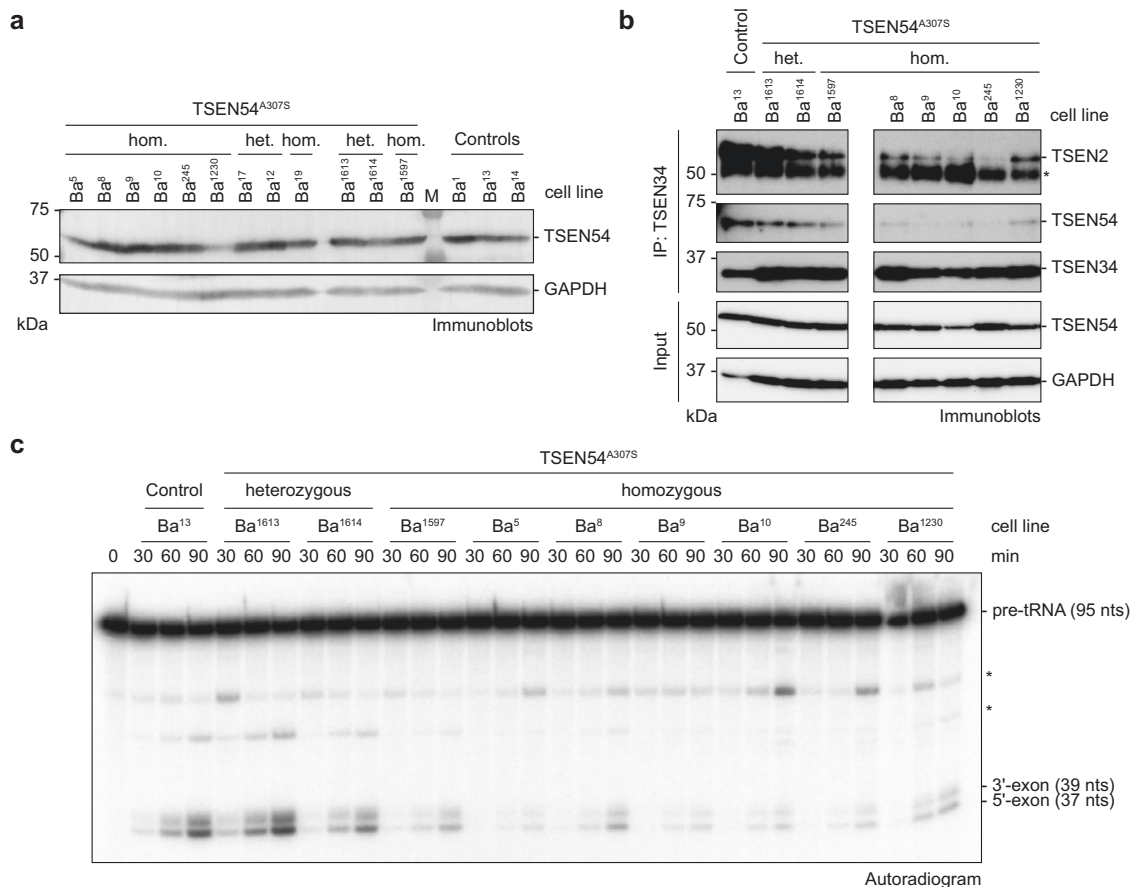 a
TSEN54A307S
hom. het. hom. het. hom. Controls
Ba5 Ba8 Ba9 Ba10 Ba245 Ba1230 Ba17 Ba12 Ba19 Ba1613 Ba1614 Ba1597 M Ba1 Ba13 Ba14 cell line
75
TSEN54
50
37
GAPDH
kDa Immunoblots
b
TSEN54A307S
Control het. hom.
Ba13 Ba1613 Ba1614 Ba1597 Ba8 Ba9 Ba10 Ba245 Ba1230 cell line
IP: TSEN34
TSEN2
50 *
TSEN54
37
TSEN34
Input
TSEN54
50
37
GAPDH
kDa Immunoblots
c
TSEN54A307S
Control heterozygous homozygous
Ba13 Ba1613 Ba1614 Ba1597 Ba5 Ba8 Ba9 Ba10 Ba245 Ba1230 cell line
0 30 60 90 30 60 90 30 60 90 30 60 90 30 60 90 30 60 90 30 60 90 30 60 90 30 60 90 30 60 90 min
pre-tRNA (95 nts)
*
*
3'-exon (39 nts)
5'-exon (37 nts)
Autoradiogram